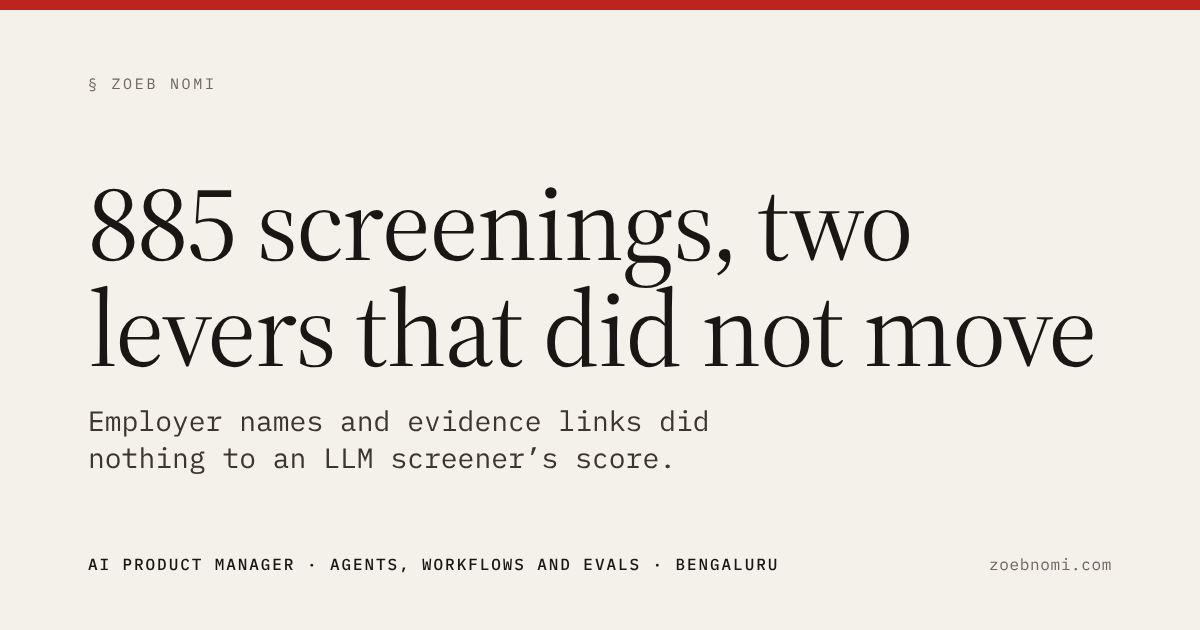 § ZOEB NOMI
885 screenings, two
levers that did not move
Employer names and evidence links did
nothing to an LLM screener’s score.
AI PRODUCT MANAGER · AGENTS, WORKFLOWS AND EVALS · BENGALURU
zoebnomi.com